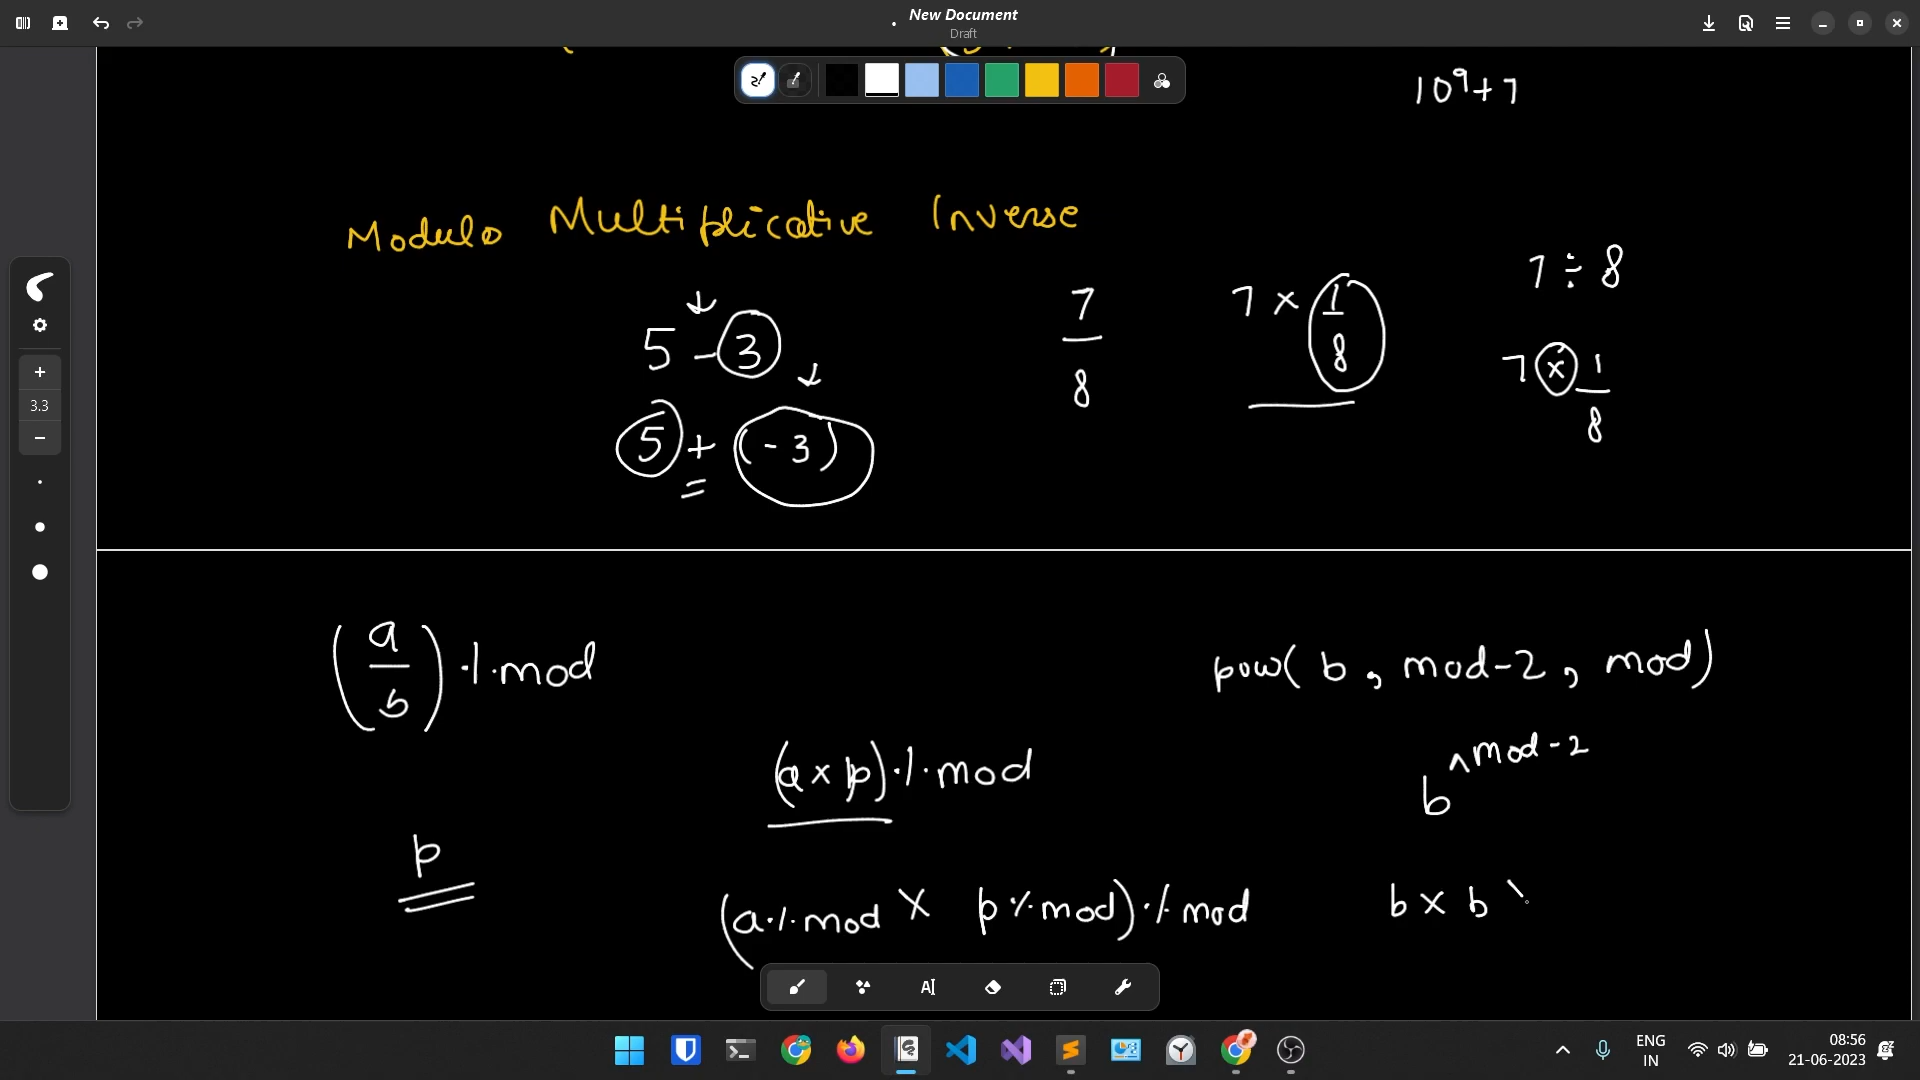 New Document
Draft
10^9+7
Modulo Multiplicative Inverse
5 - 3
5 + (-3)
7
8
7 × 1
8
7 ÷ 8
7 × 1
8
3.3
(a/b) % mod
pow( b , mod-2 , mod)
b^mod-2
(a × p) % mod
p
(a % mod × p % mod) % mod
b × b
AI
ENG
IN
08:56
21-06-2023